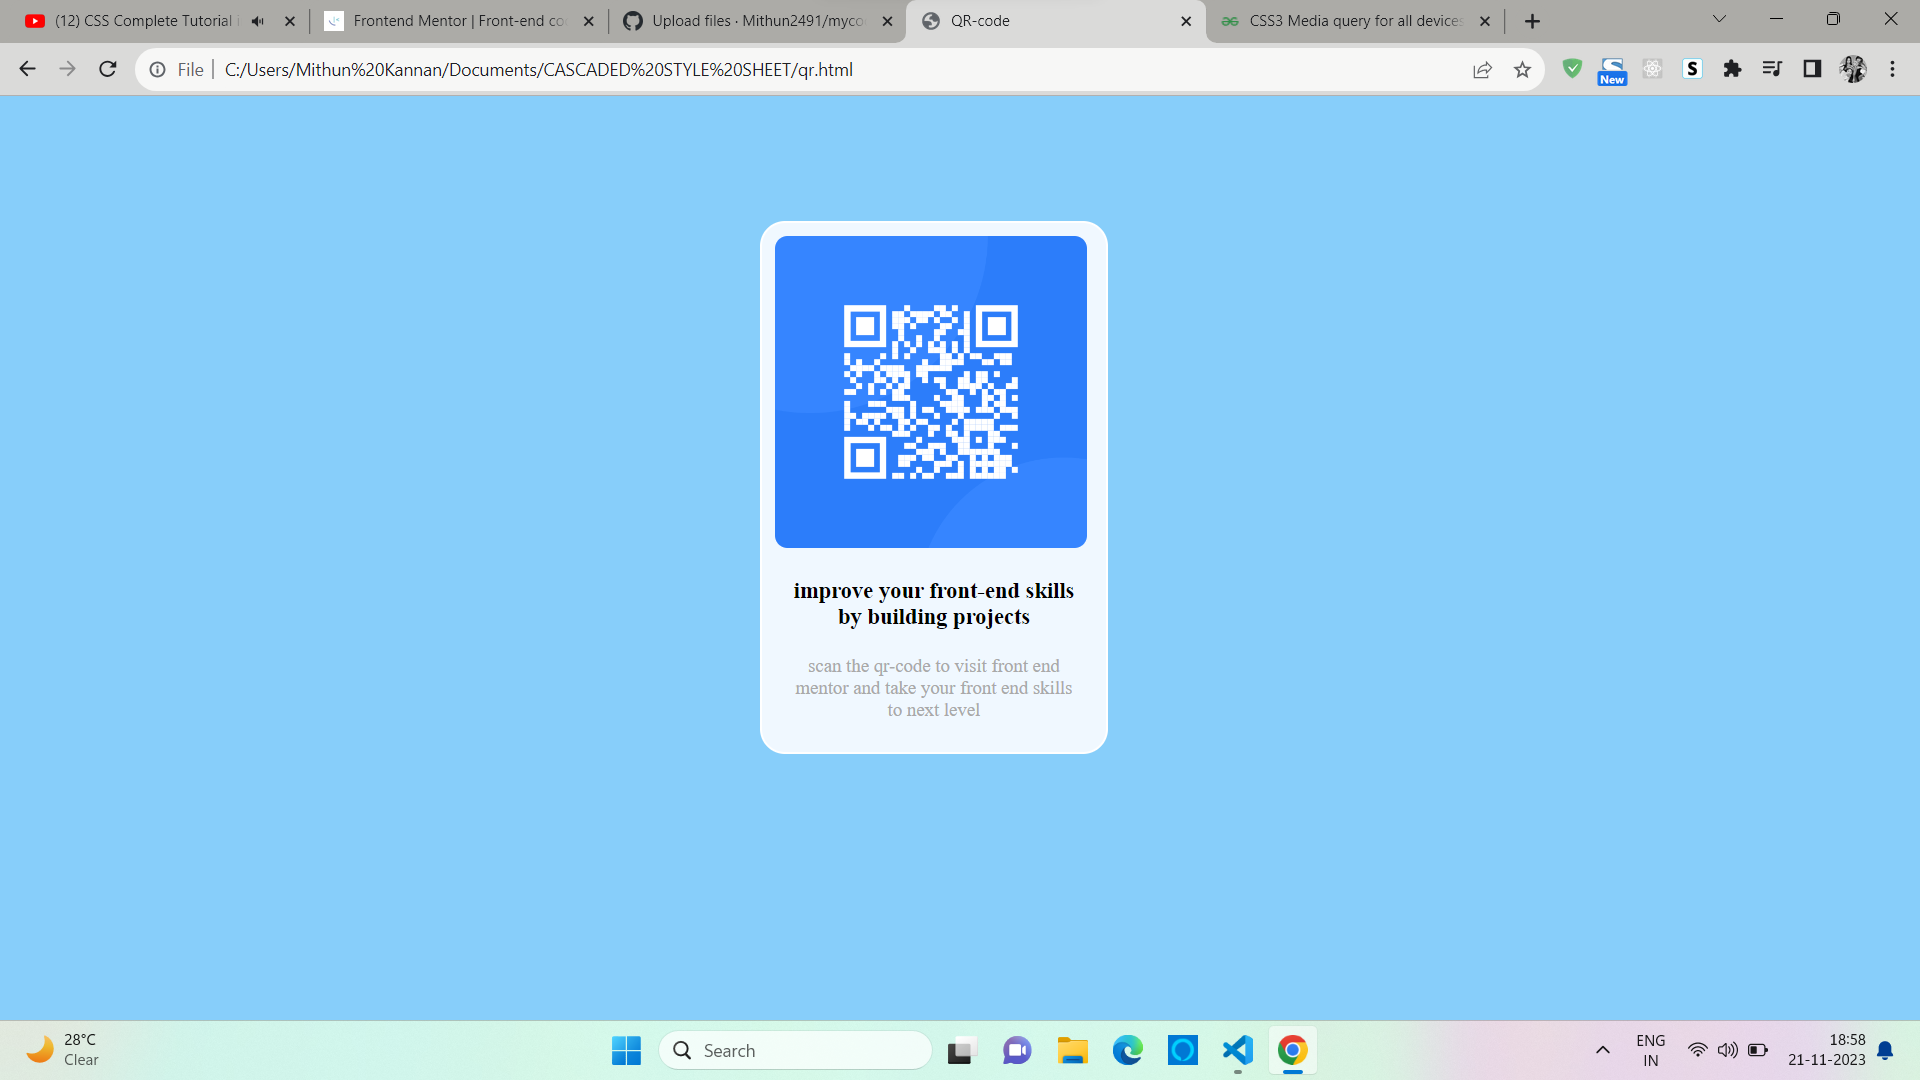 (12) CSS Complete Tutorial i
Frontend Mentor | Front-end co
Upload files · Mithun2491/myco
QR-code
CSS3 Media query for all devices
File
C:/Users/Mithun%20Kannan/Documents/CASCADED%20STYLE%20SHEET/qr.html
New
S
improve your front-end skills
by building projects
scan the qr-code to visit front end
mentor and take your front end skills
to next level
28°C
Clear
Search
ENG
IN
18:58
21-11-2023